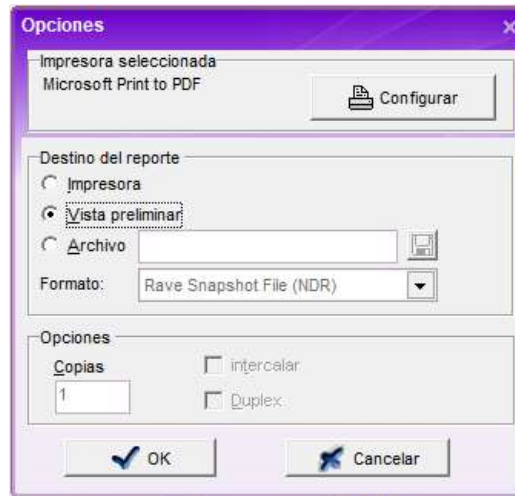 Opciones
Impresora seleccionada
Microsoft Print to PDF
Configurar
Destino del reporte
Impresora
Vista preliminar
Archivo
Formato: Rave Snapshot File (NDR)
Opciones
Copias
intercalar
1
Duplex
OK Cancelar